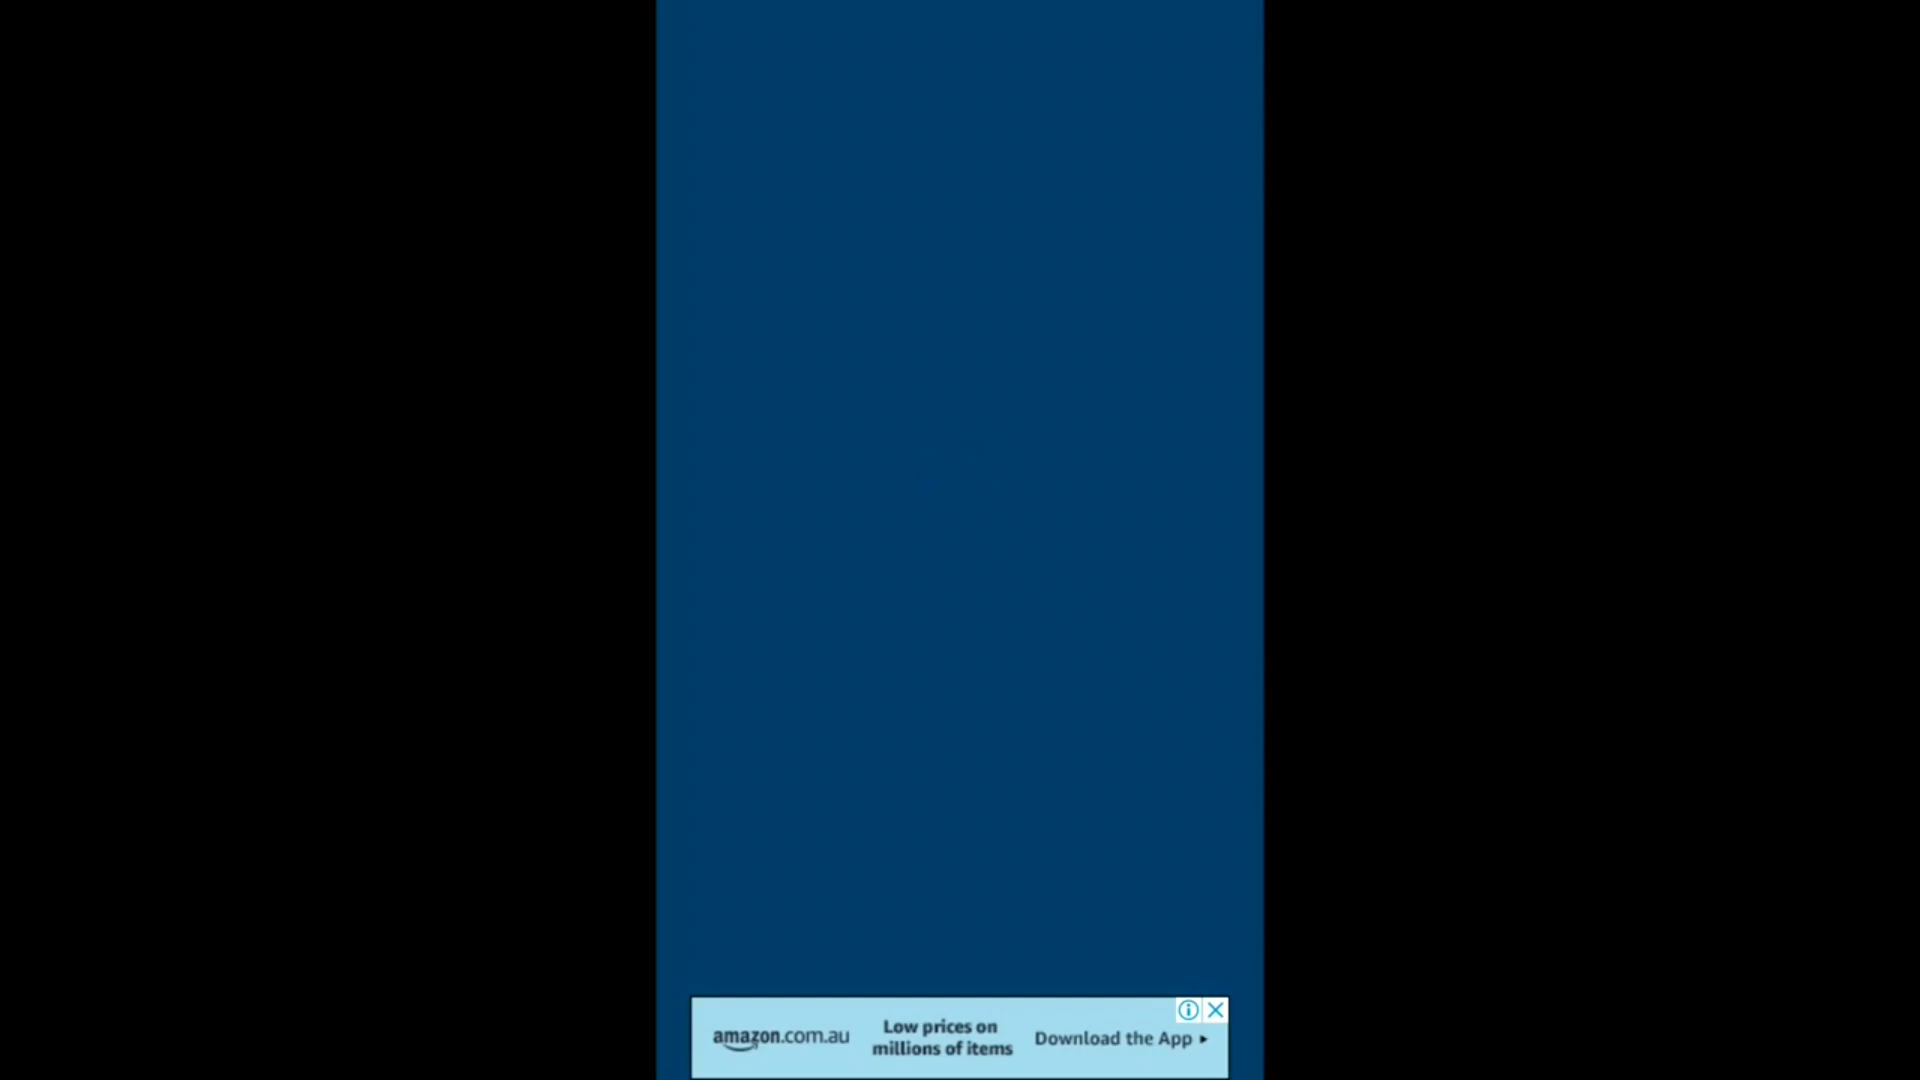 amazon.com.au
Low prices on
millions of items
Download the App